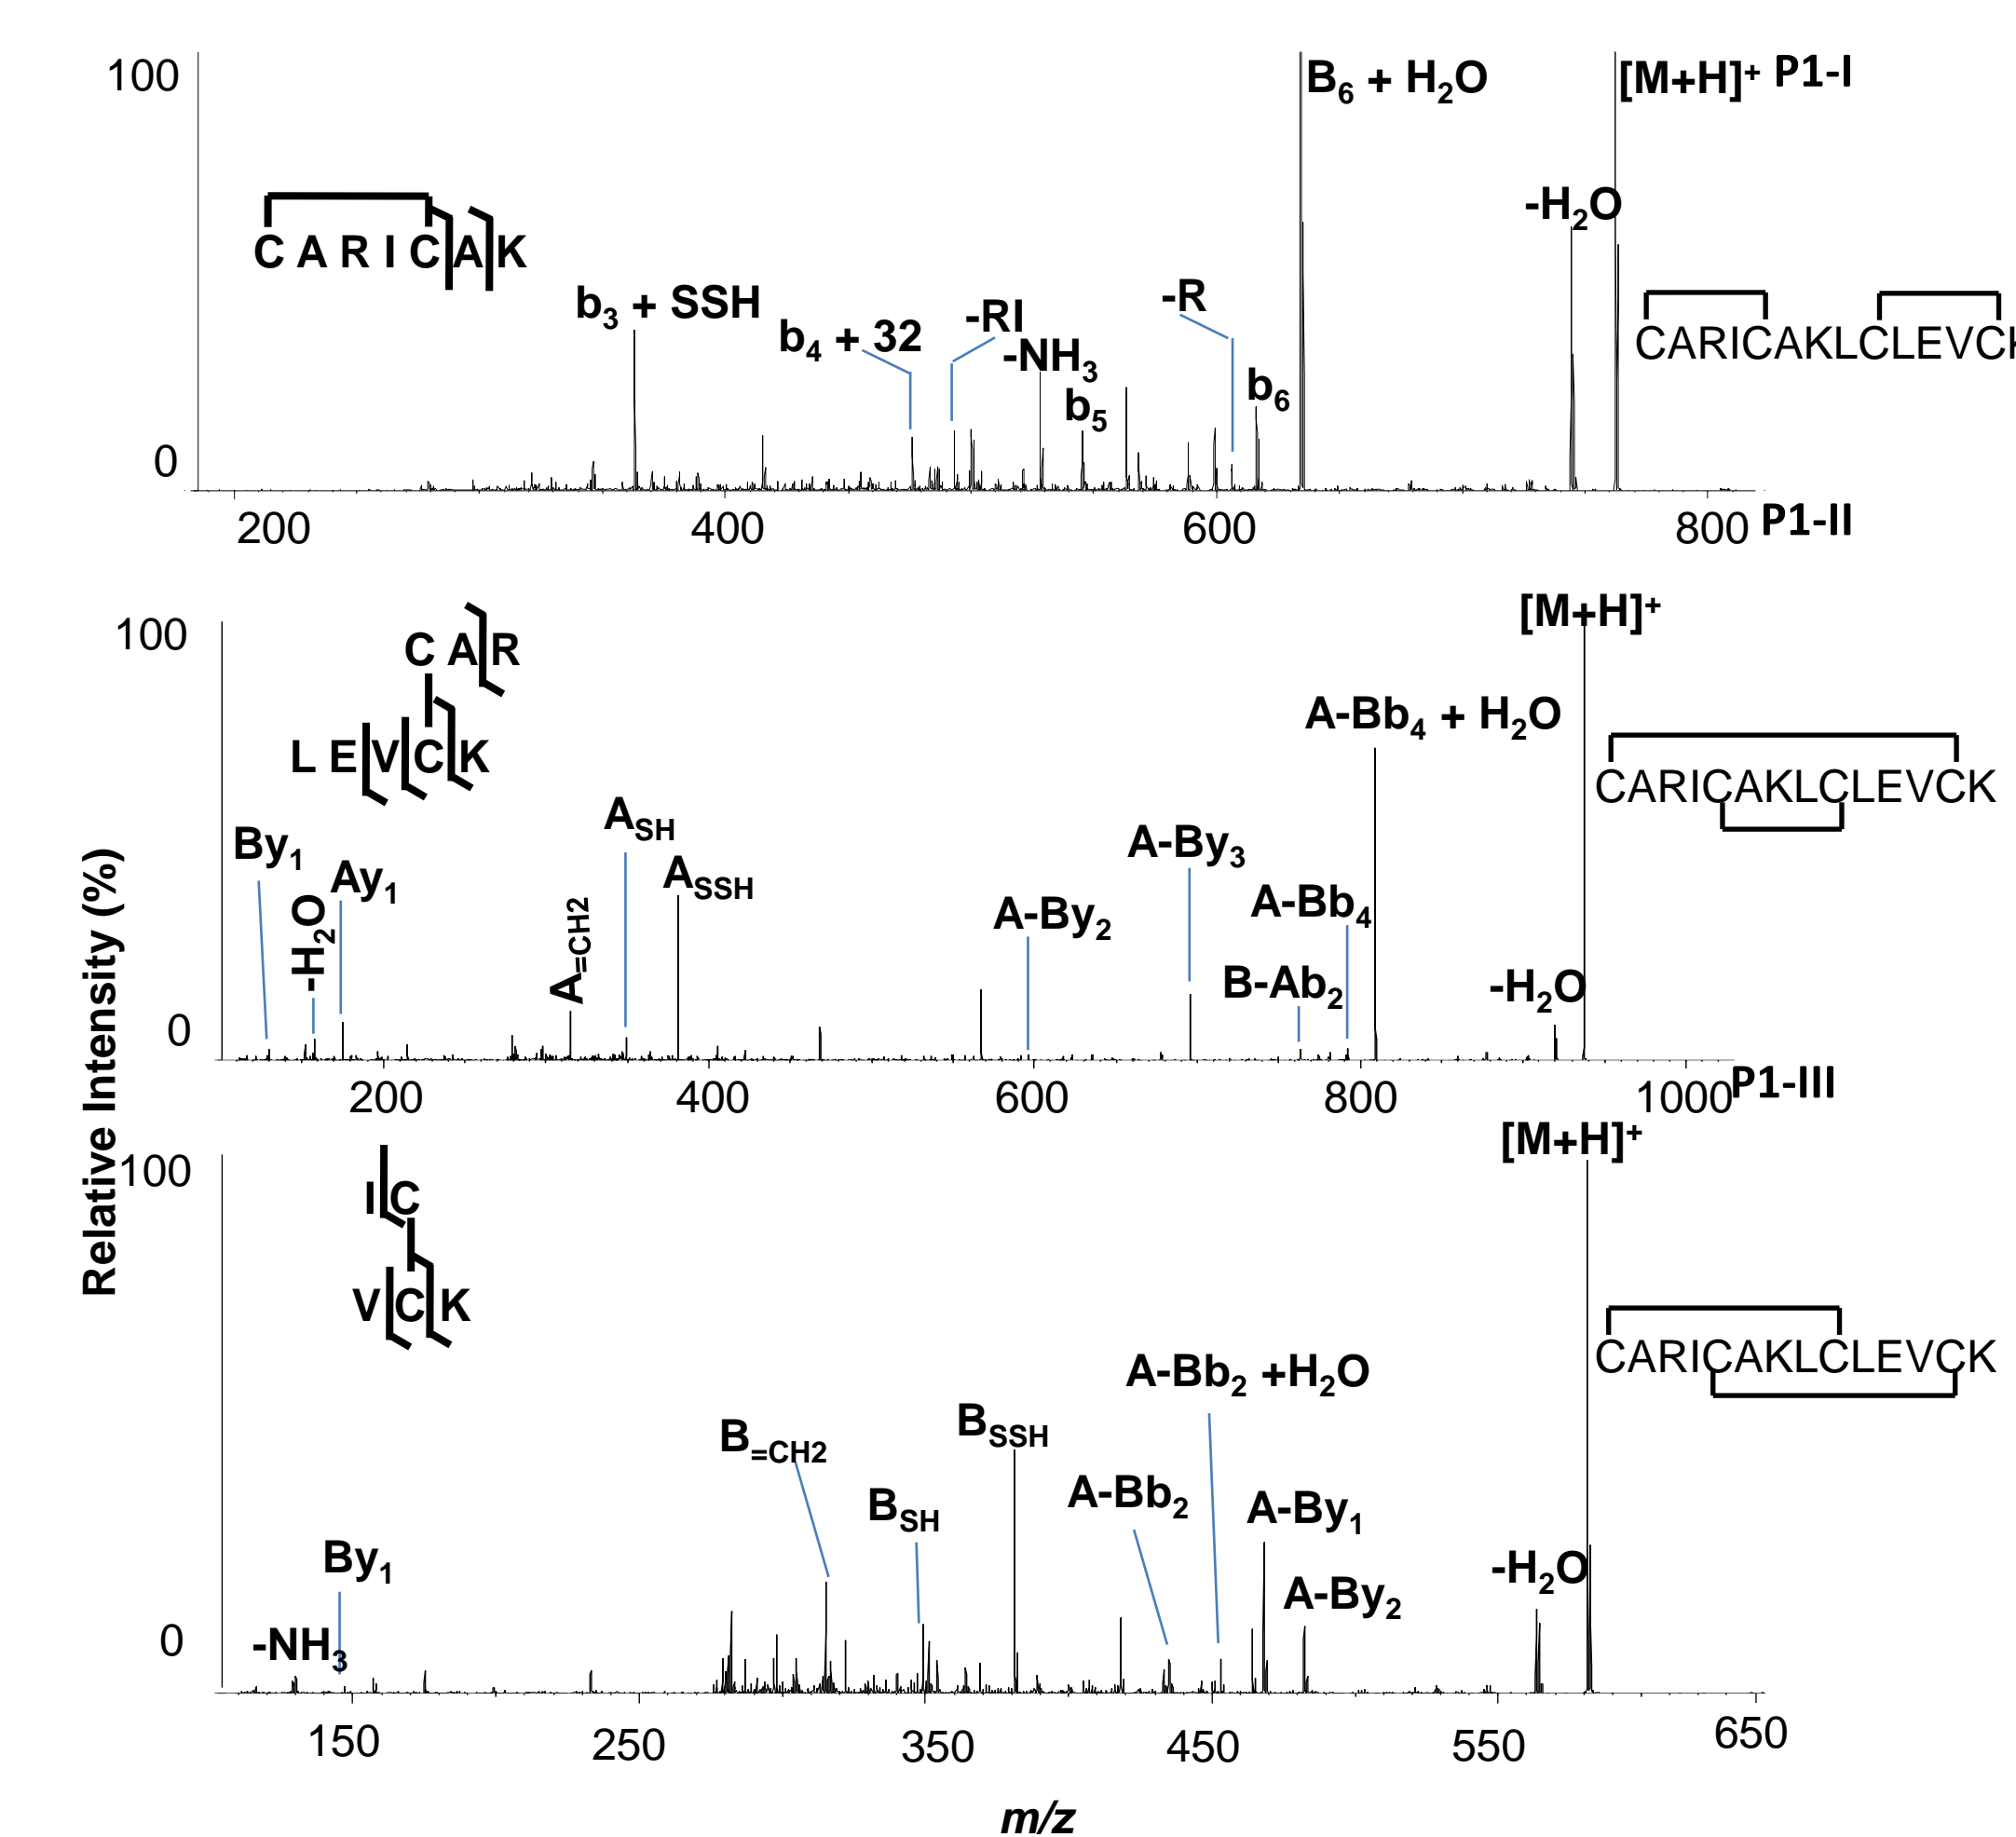 100
B6 + H2O
[M+H]+ P1-I
-H2O
C A R I C A K
b3 + SSH
b4 + 32
-RI
-NH3
b5
-R
b6
CARICAKLCLEVCK
0
200 400 600 800
P1-II
100
[M+H]+
C A R
L E V C K
A-Bb4 + H2O
CARICAKLCLEVCK
By1
-H2O
Ay1
A=CH2
ASH
ASSH
A-By2
A-By3
A-Bb4
B-Ab2
-H2O
0
200 400 600 800 1000
P1-III
Relative Intensity (%)
100
[M+H]+
I C
V C K
CARICAKLCLEVCK
A-Bb2 +H2O
B=CH2
BSH
BSSH
A-Bb2
A-By1
A-By2
-H2O
By1
-NH3
0
150 250 350 450 550 650
m/z